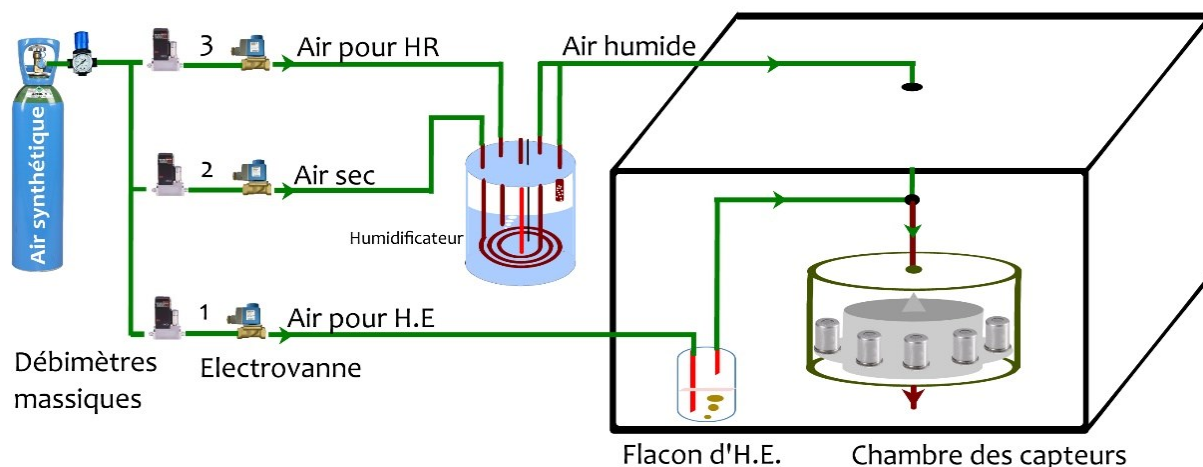 Air synthétique
3
Air pour HR
Air humide
2
Air sec
Humidificateur
1
Air pour H.E
Débimètres
massiques
Electrovanne
Flacon d'H.E.
Chambre des capteurs